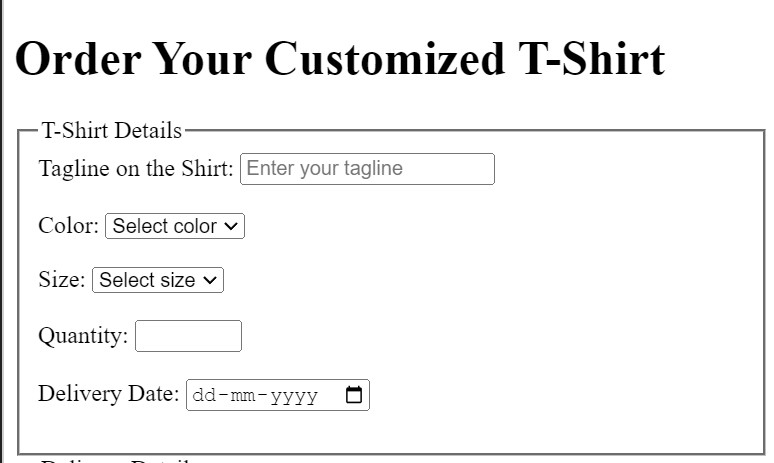 Order Your Customized T-Shirt
T-Shirt Details
Tagline on the Shirt: Enter your tagline
Color: Select color
Size: Select size
Quantity:
Delivery Date: dd-mm-yyyy